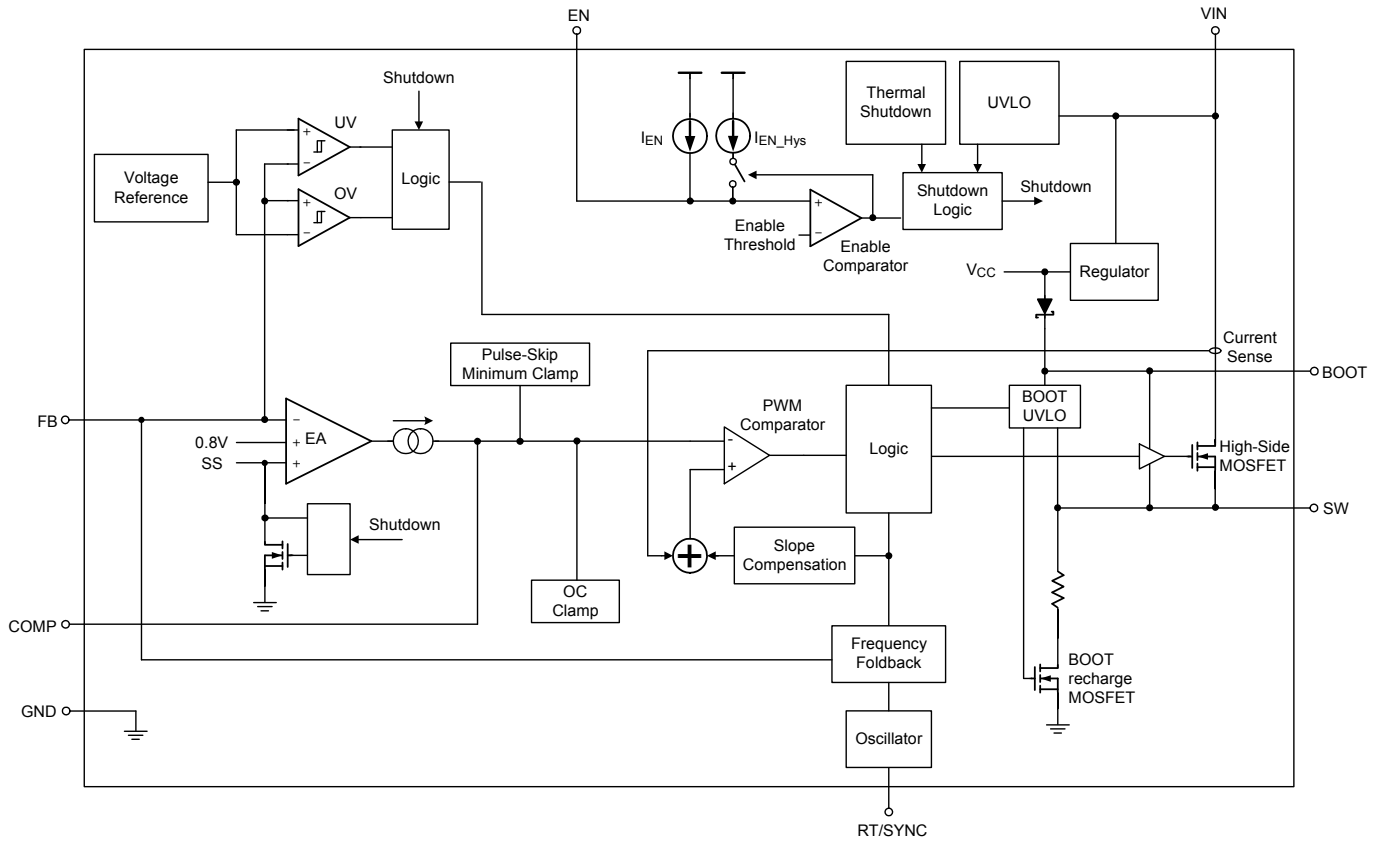 EN
VIN
Shutdown
UV
Voltage
Reference
OV
Logic
IEN
IEN_Hys
Thermal
Shutdown
UVLO
Shutdown
Logic
Shutdown
Enable
Threshold
+
−
Enable
Comparator
VCC
Regulator
Current
Sense
BOOT
Pulse-Skip
Minimum Clamp
PWM
Comparator
BOOT
UVLO
FB
0.8V
SS
−
+
+
EA
-
+
Logic
High-Side
MOSFET
SW
Shutdown
Slope
Compensation
OC
Clamp
COMP
Frequency
Foldback
BOOT
recharge
MOSFET
GND
Oscillator
RT/SYNC